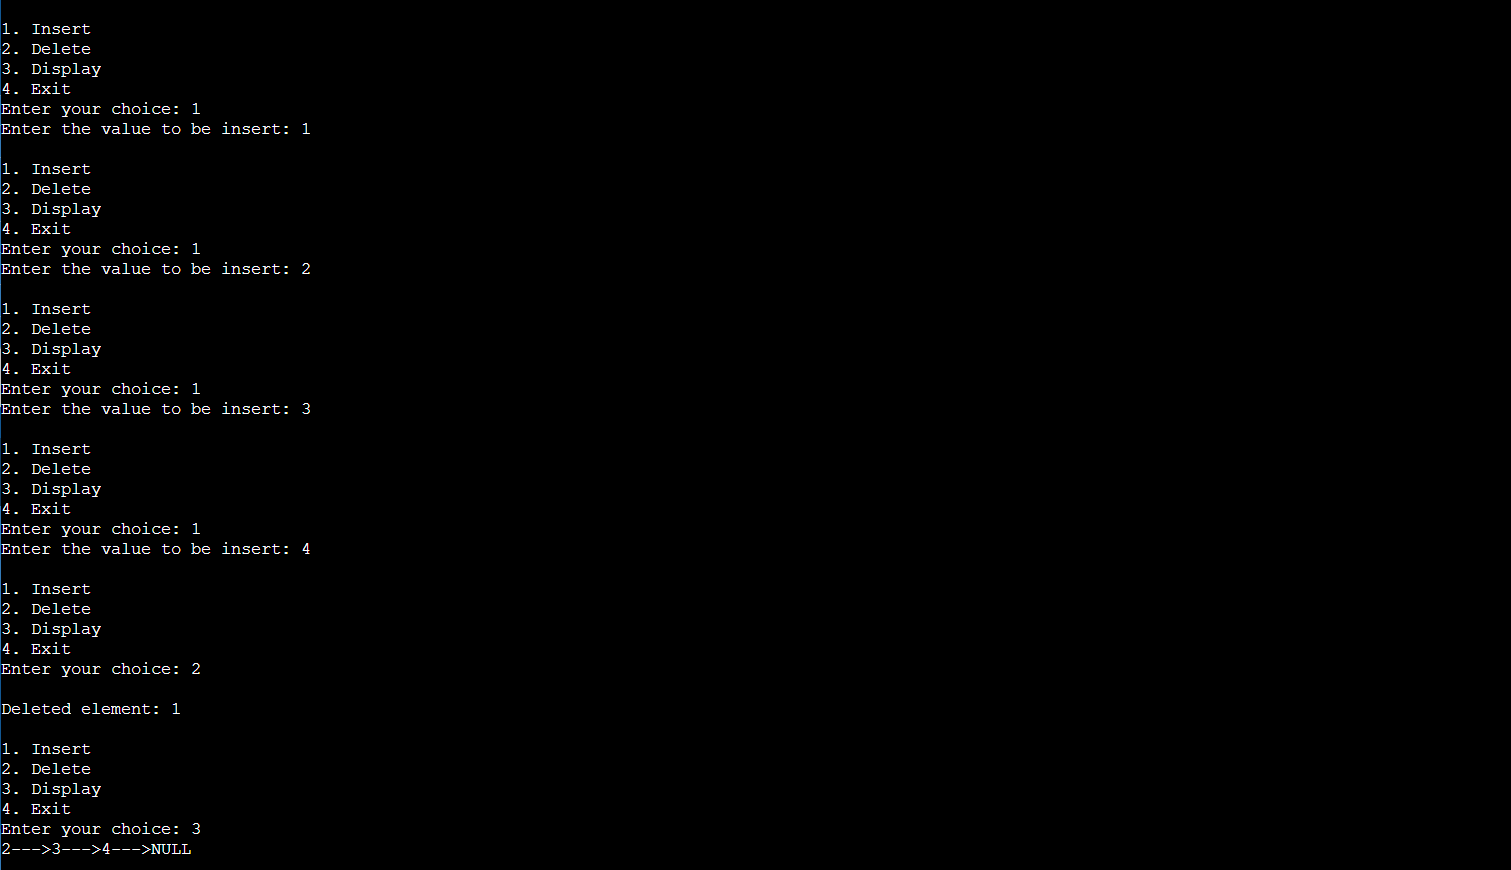 1. Insert
2. Delete
3. Display
4. Exit
Enter your choice: 1
Enter the value to be insert: 1
1. Insert
2. Delete
3. Display
4. Exit
Enter your choice: 1
Enter the value to be insert: 2
1. Insert
2. Delete
3. Display
4. Exit
Enter your choice: 1
Enter the value to be insert: 3
1. Insert
2. Delete
3. Display
4. Exit
Enter your choice: 1
Enter the value to be insert: 4
1. Insert
2. Delete
3. Display
4. Exit
Enter your choice: 2
Deleted element: 1
1. Insert
2. Delete
3. Display
4. Exit
Enter your choice: 3
2--->3--->4--->NULL